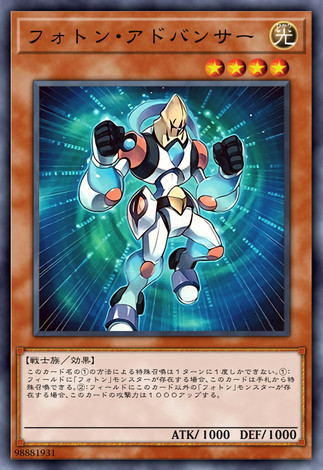 フォトン・アドバンサー
光
【戦士族／効果】
このカード名の①の方法による特殊召喚は1ターンに1度しかできない。①:
フィールドに「フォトン」モンスターが存在する場合、このカードは手札から特
殊召喚できる。②:フィールドにこのカード以外の「フォトン」モンスターが存在
する場合、このカードの攻撃力は1000アップする。
ATK/ 1000 DEF/ 1000
98881931